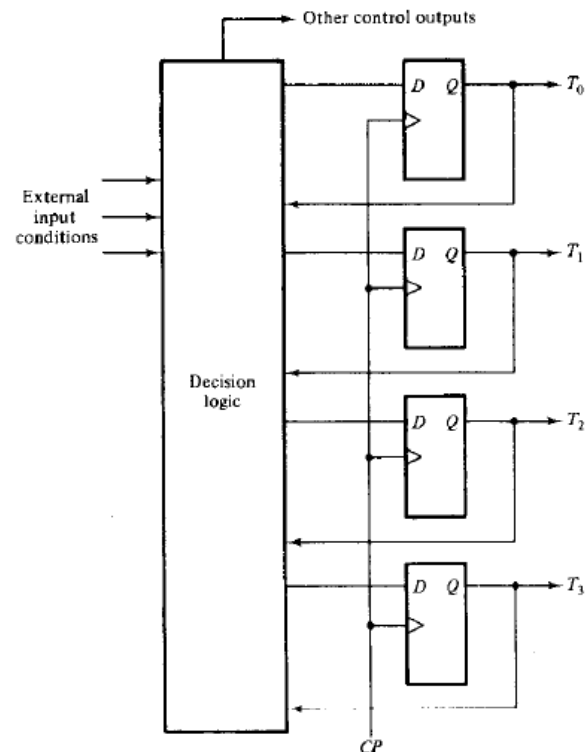 Other control outputs
D Q T0
External
input
conditions
D Q T1
Decision
logic
D Q T2
D Q T3
CP